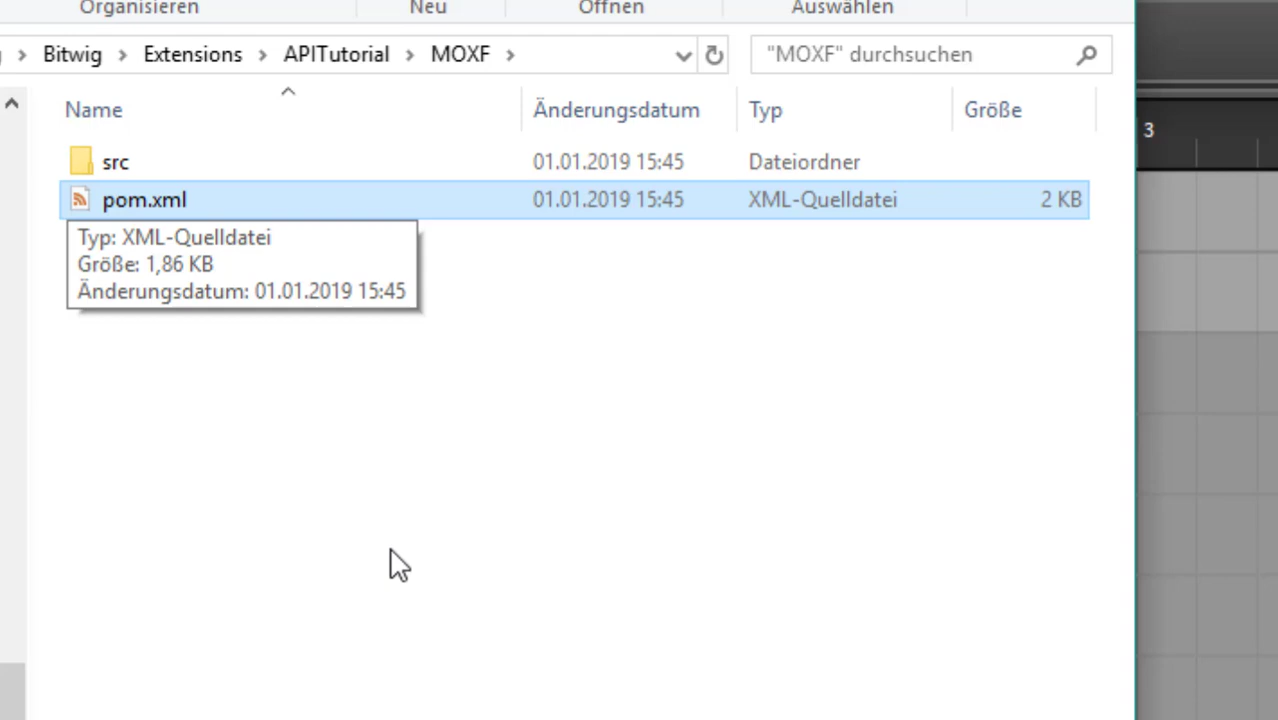 Organisieren Neu Öffnen Auswählen
Bitwig Extensions APITutorial MOXF "MOXF" durchsuchen
Name Änderungsdatum Typ Größe
3
src 01.01.2019 15:45 Dateiordner
pom.xml 01.01.2019 15:45 XML-Quelldatei 2 KB
Typ: XML-Quelldatei
Größe: 1,86 KB
Änderungsdatum: 01.01.2019 15:45